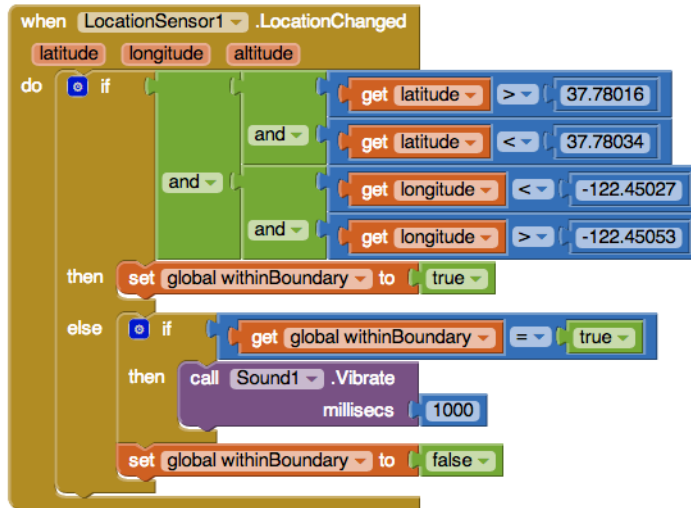 when LocationSensor1 .LocationChanged
latitude longitude altitude
do if get latitude > 37.78016
and get latitude < 37.78034
and get longitude < -122.45027
and get longitude > -122.45053
then set global withinBoundary to true
else if get global withinBoundary = true
then call Sound1 .Vibrate
millisecs 1000
set global withinBoundary to false